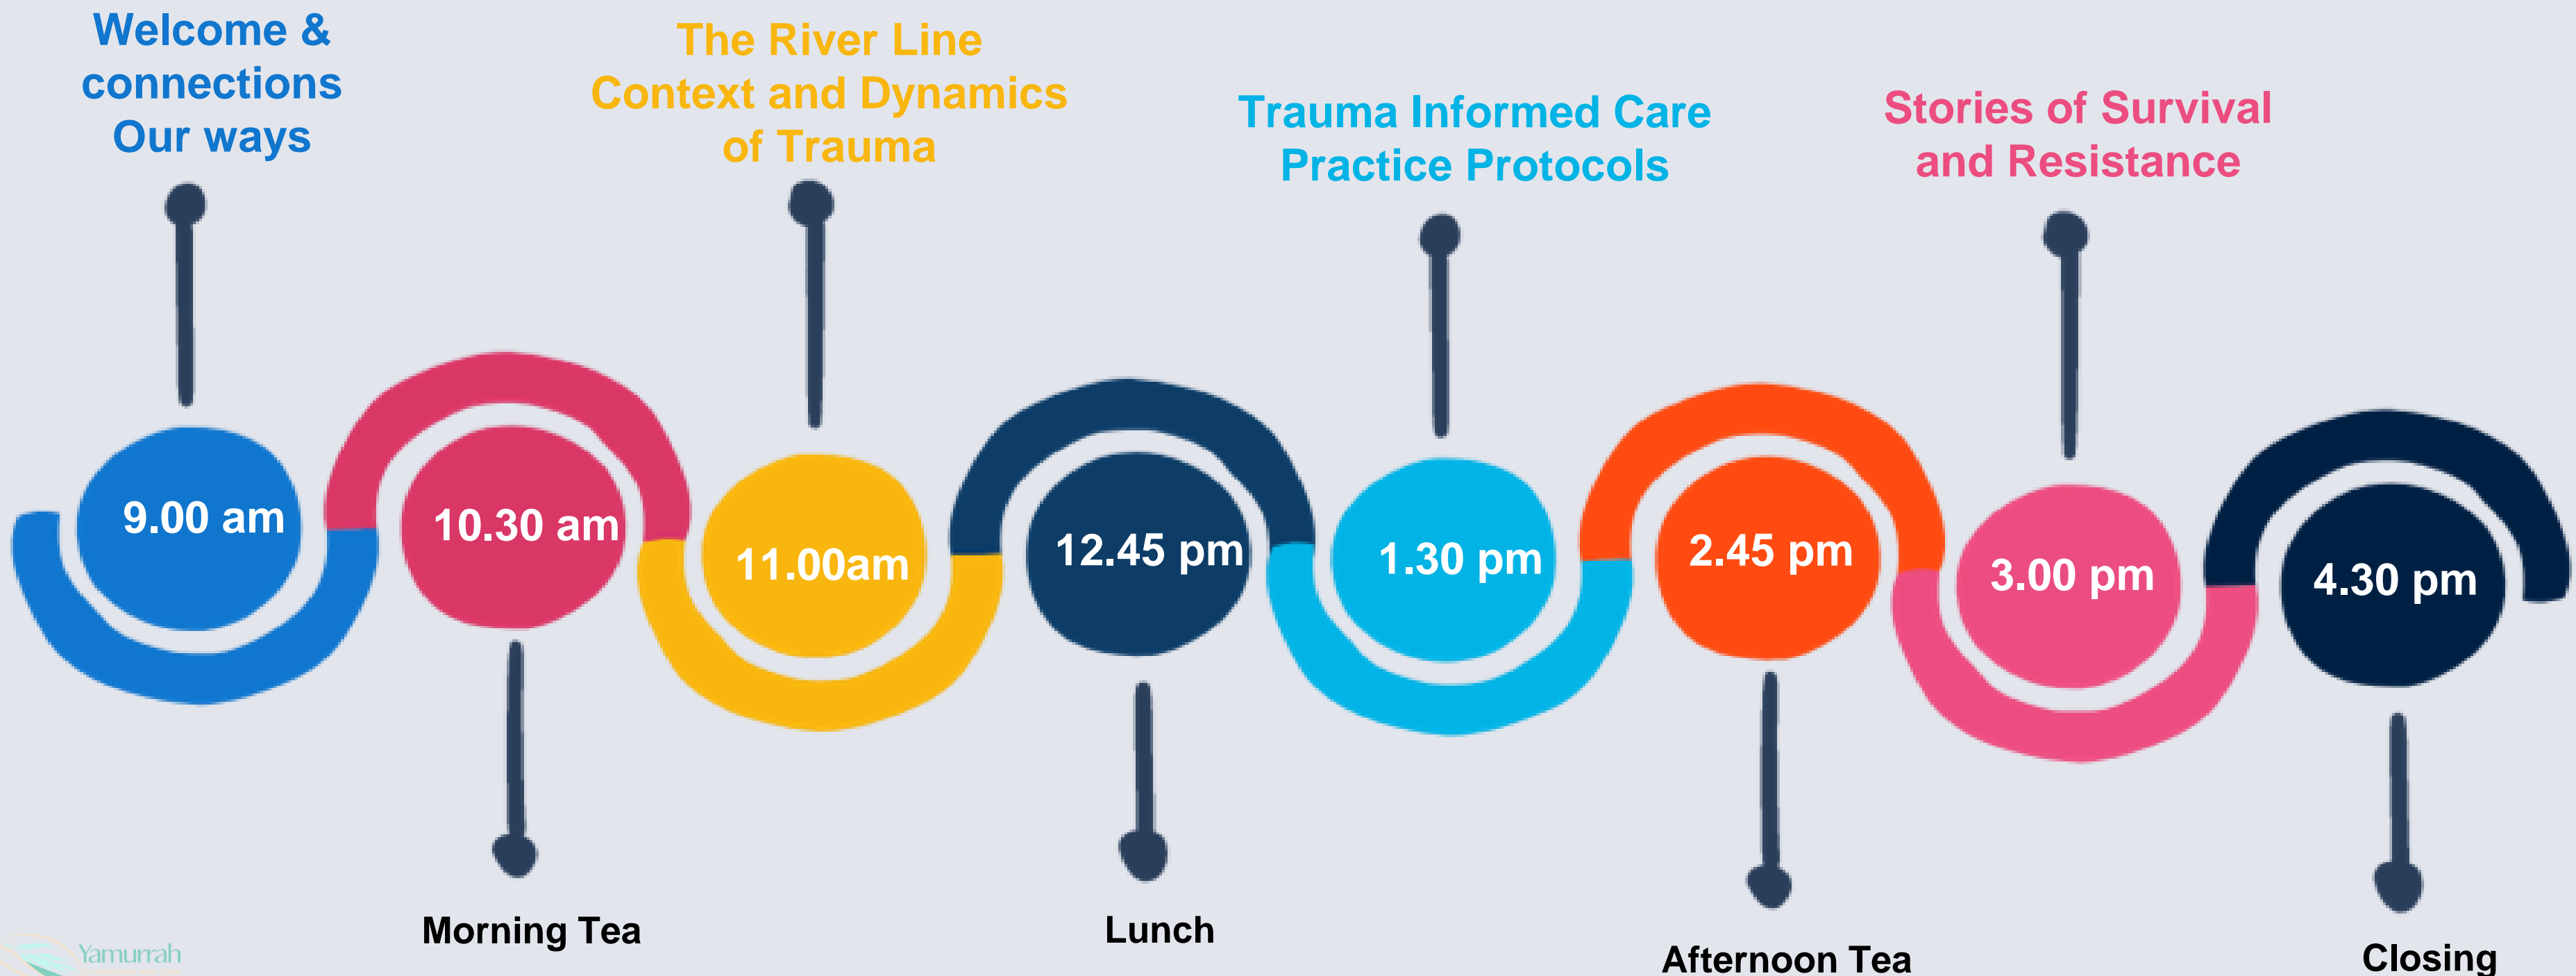 Welcome &
connections
Our ways
The River Line
Context and Dynamics
of Trauma
Trauma Informed Care
Practice Protocols
Stories of Survival
and Resistance
9.00 am
10.30 am
11.00am
12.45 pm
1.30 pm
2.45 pm
3.00 pm
4.30 pm
Morning Tea
Lunch
Afternoon Tea
Closing
Yamurrah